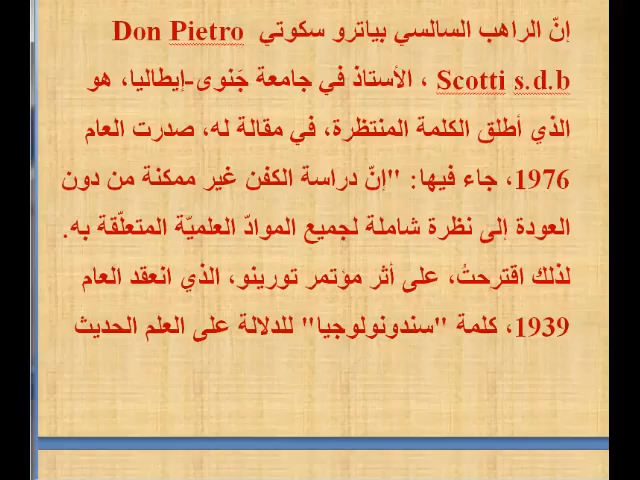 إنّ الراهب السالسي بياترو سكوتي Don Pietro
Scotti s.d.b ، الأستاذ في جامعة جَنوى-إيطاليا، هو
الذي أطلق الكلمة المنتظرة، في مقالة له، صدرت العام
1976، جاء فيها: "إنّ دراسة الكفن غير ممكنة من دون
العودة إلى نظرة شاملة لجميع الموادّ العلميّة المتعلّقة به.
لذلك اقترحتُ، على أثر مؤتمر تورينو، الذي انعقد العام
1939، كلمة "سندونولوجيا" للدلالة على العلم الحديث